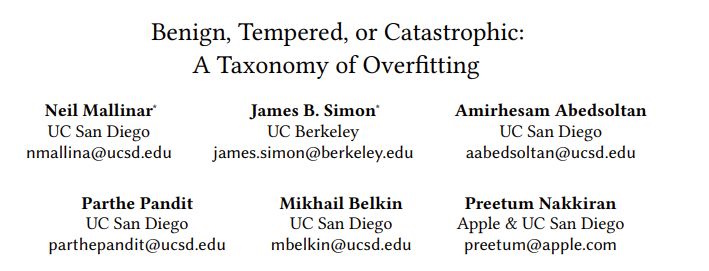 Benign, Tempered, or Catastrophic:
A Taxonomy of Overfitting
Neil Mallinar* James B. Simon* Amirhesam Abedsoltan
UC San Diego UC Berkeley UC San Diego
nmallina@ucsd.edu james.simon@berkeley.edu aabedsoltan@ucsd.edu
Parthe Pandit Mikhail Belkin Preetum Nakkiran
UC San Diego UC San Diego Apple & UC San Diego
parthepandit@ucsd.edu mbelkin@ucsd.edu preetum@apple.com